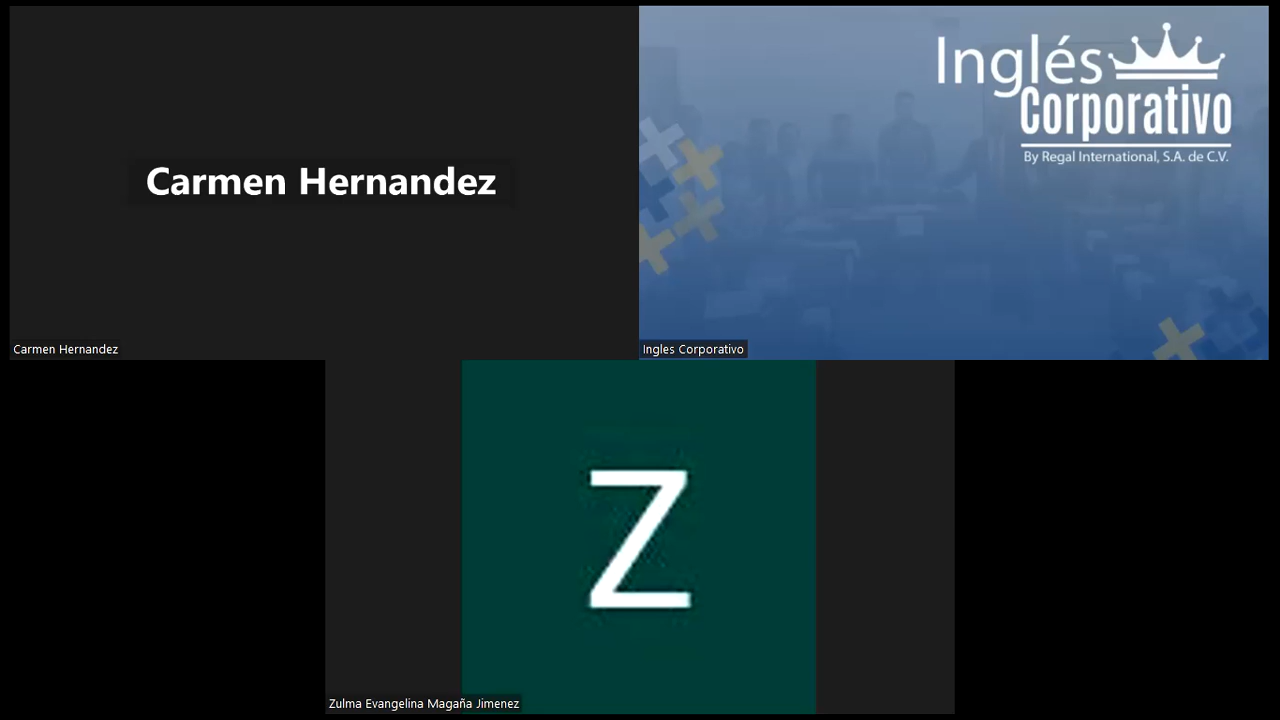 Carmen Hernandez
Carmen Hernandez
Inglés
Corporativo
By Regal International, S.A. de C.V.
Ingles Corporativo
Z
Zulma Evangelina Magaña Jimenez